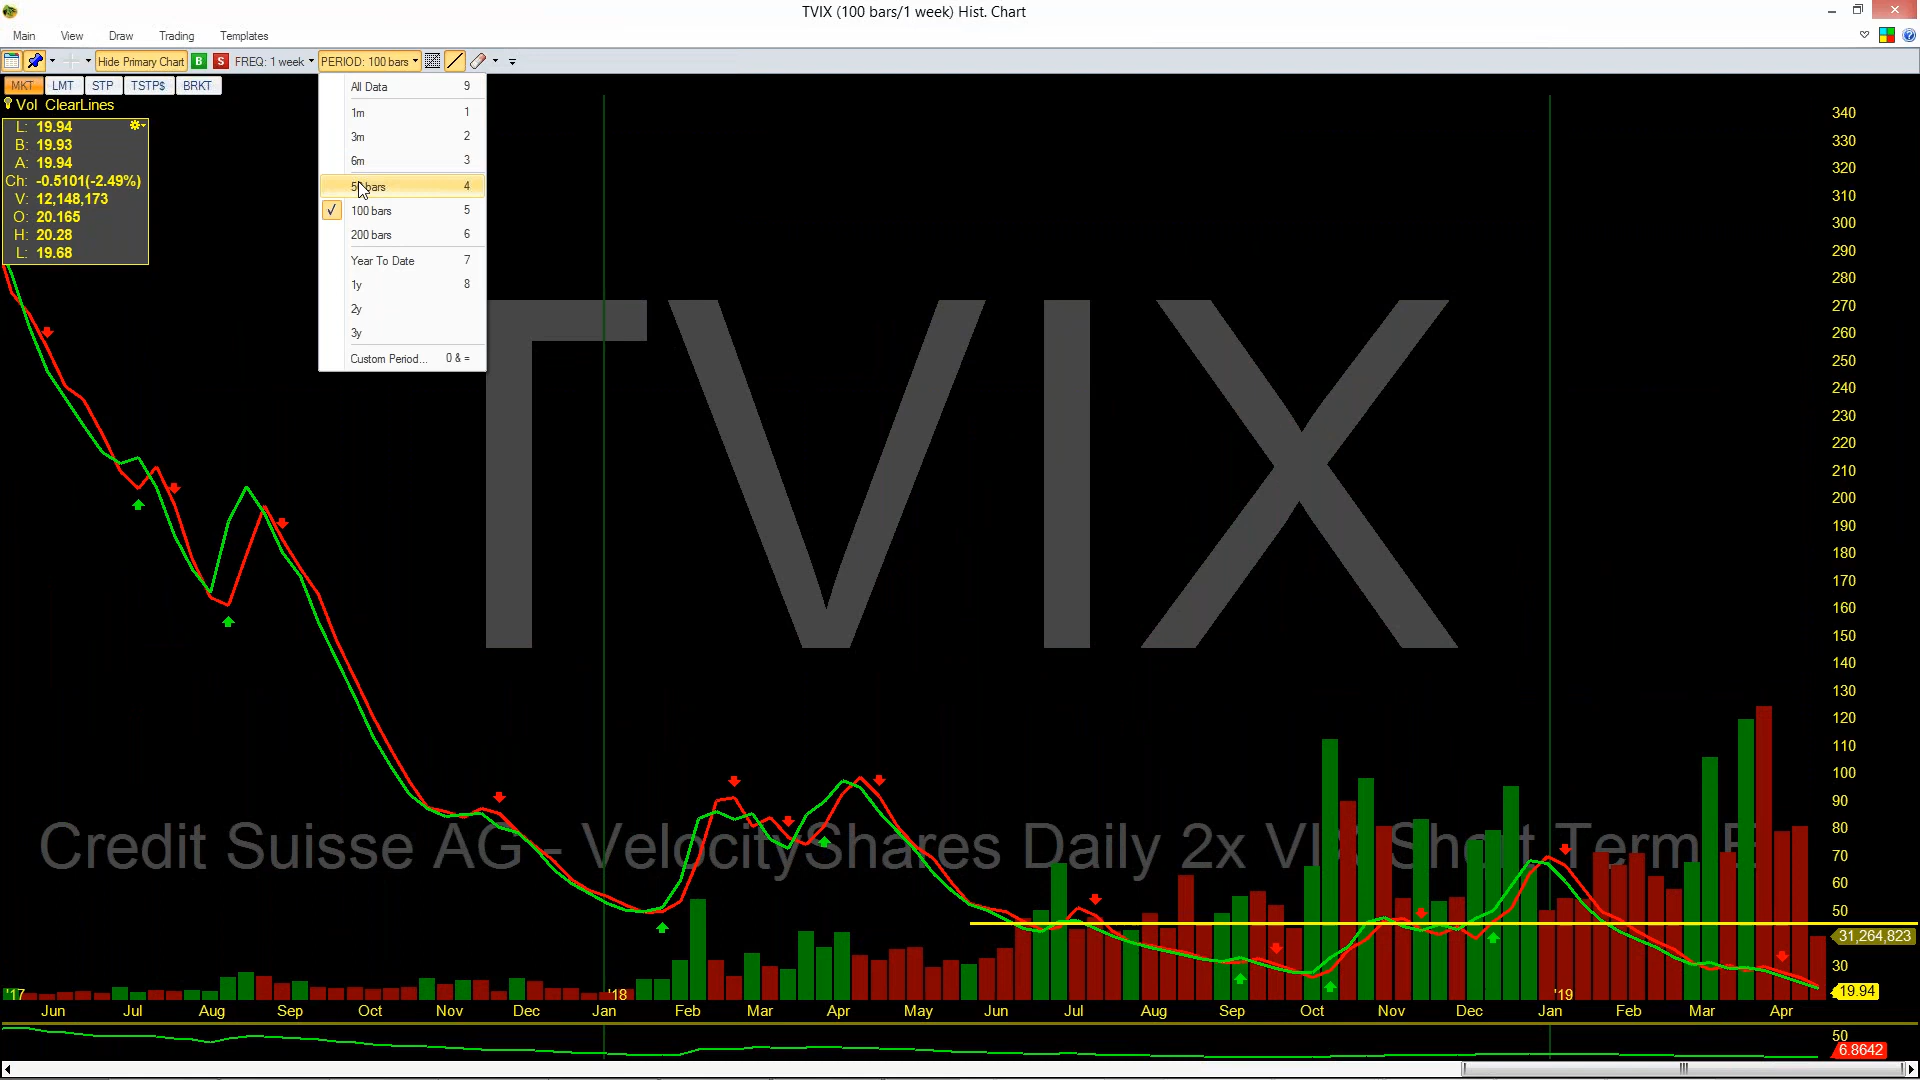 TVIX (100 bars/1 week) Hist. Chart
Main View Draw Trading Templates
Hide Primary Chart B S FREQ: 1 week PERIOD: 100 bars
MKT LMT STP TSTP$ BRKT
Vol ClearLines
L: 19.94
B: 19.93
A: 19.94
Ch: -0.5101(-2.49%)
V: 12,148,173
O: 20.165
H: 20.28
L: 19.68
All Data 9
1m 1
3m 2
6m 3
bars 4
100 bars 5
200 bars 6
Year To Date 7
1y 8
2y
3y
Custom Period... 0 & =
TVIX
Credit Suisse AG - VelocityShares Daily 2x VIX Short Term E
340
330
320
310
300
290
280
270
260
250
240
230
220
210
200
190
180
170
160
150
140
130
120
110
100
90
80
70
60
50
31,264,823
30
19.94
'17 '18 '19
Jun Jul Aug Sep Oct Nov Dec Jan Feb Mar Apr May Jun Jul Aug Sep Oct Nov Dec Jan Feb Mar Apr
50
6.8642